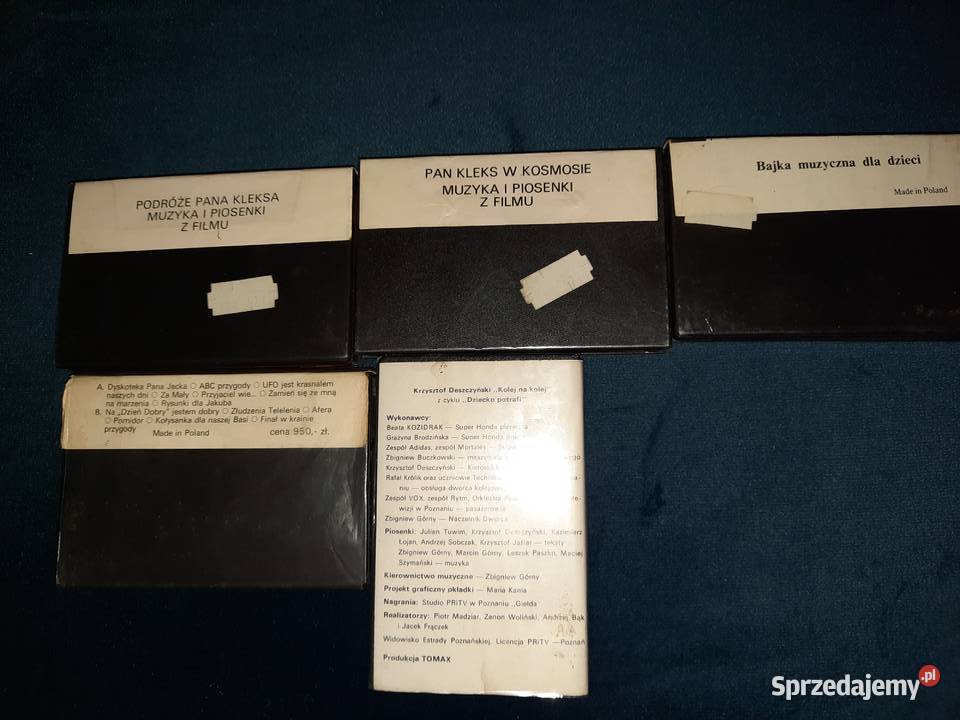 PODRÓŻE PANA KLEKSA
MUZYKA I PIOSENKI
Z FILMU
PAN KLEKS W KOSMOSIE
MUZYKA I PIOSENKI
Z FILMU
Bajka muzyczna dla dzieci
Made in Poland
A. Dyskoteka Pana Jacka ○ ABC przygody ○ UFO jest krasnalem
naszych dni ○ Za Mały ○ Przyjaciel wie... ○ Zamień się ze mną
na marzenia ○ Rysunki dla Jakuba
B. Na „Dzień Dobry" jestem dobry ○ Złudzenia Telelenia ○ Afera
○ Pomidor ○ Kołysanka dla naszej Basi ○ Finał w krainie
przygody Made in Poland cena 950,- zł.
Krzysztof Deszczyński „Kolej na kolej"
z cyklu "Dziecko potrafi"
Wykonawcy:
Beata KOZIDRAK — Super Honda pierwsza
Grażyna Brodzińska — Super Honda
Zespół Adidas, zespół Mortales —
Zbigniew Buczkowski —
Krzysztof Deszczyński —
Rafał Królik oraz uczniowie
niu — obsługa dworca
Zespół VOX, zespół Rytm, Orkiestra
wizji w Poznaniu — pasażerowie
Zbigniew Górny — Naczelnik Dworca
Piosenki: Julian Tuwim, Krzysztof Deszczyński, Kazimierz
Łojan, Andrzej Sobczak, Krzysztof Jaślar — teksty
Zbigniew Górny, Marcin Górny, Leszek Paszko, Maciej
Szymański — muzyka
Kierownictwo muzyczne — Zbigniew Górny
Projekt graficzny okładki — Maria Kania
Nagrania: Studio PRiTV w Poznaniu „Giełda
Realizatorzy: Piotr Madziar, Zenon Woliński, Andrzej Bąk
i Jacek Frączek
Widowisko Estrady Poznańskiej, Licencja PRiTV — Poznań
Produkcja TOMAX
Sprzedajemy.pl